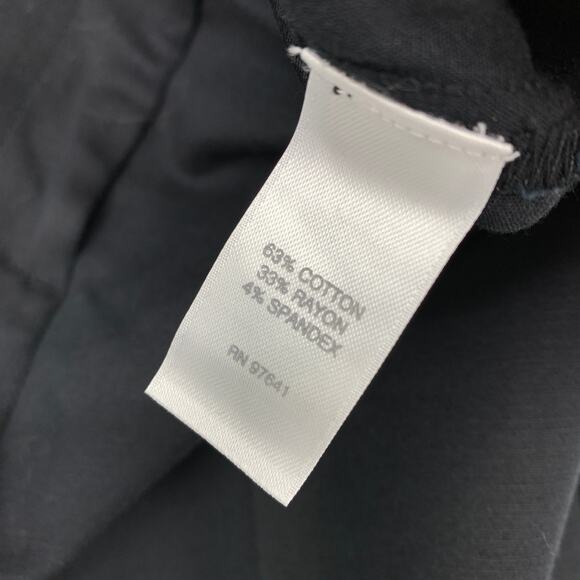 63% COTTON
33% RAYON
4% SPANDEX
RN 97641